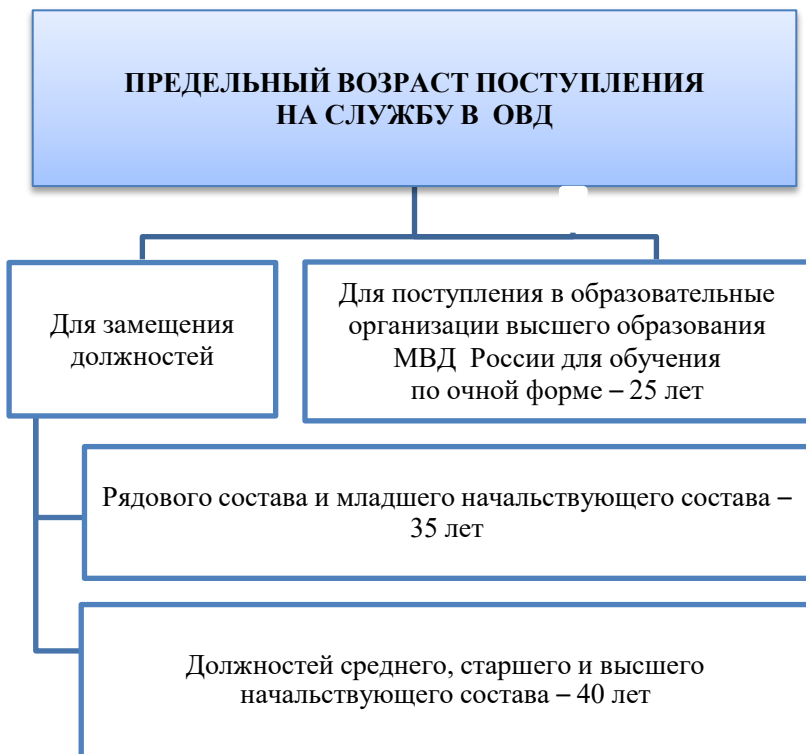 ПРЕДЕЛЬНЫЙ ВОЗРАСТ ПОСТУПЛЕНИЯ
НА СЛУЖБУ В ОВД
Для замещения
должностей
Для поступления в образовательные
организации высшего образования
МВД России для обучения
по очной форме – 25 лет
Рядового состава и младшего начальствующего состава –
35 лет
Должностей среднего, старшего и высшего
начальствующего состава – 40 лет